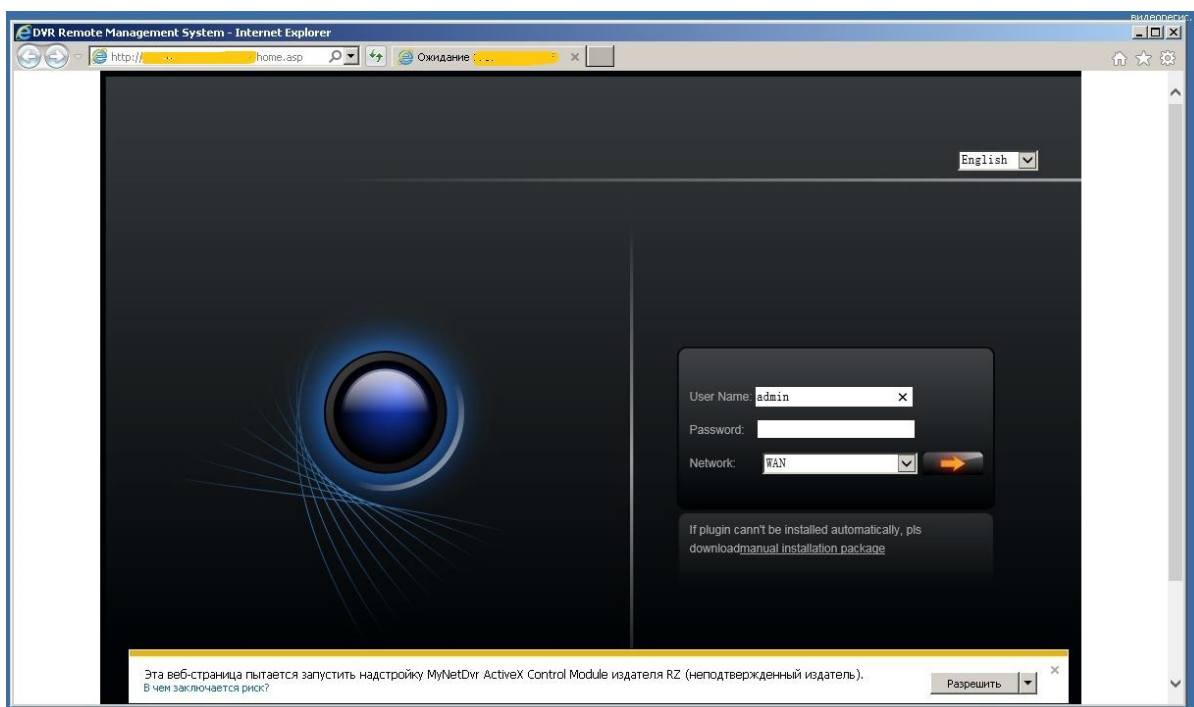 видеорегис.
DVR Remote Management System - Internet Explorer
http:// home.asp
Ожидание
English
User Name: admin
Password:
Network: WAN
If plugin cann't be installed automatically, pls
downloadmanual installation package
Эта веб-страница пытается запустить надстройку MyNetDvr ActiveX Control Module издателя RZ (неподтвержденный издатель).
В чем заключается риск?
Разрешить